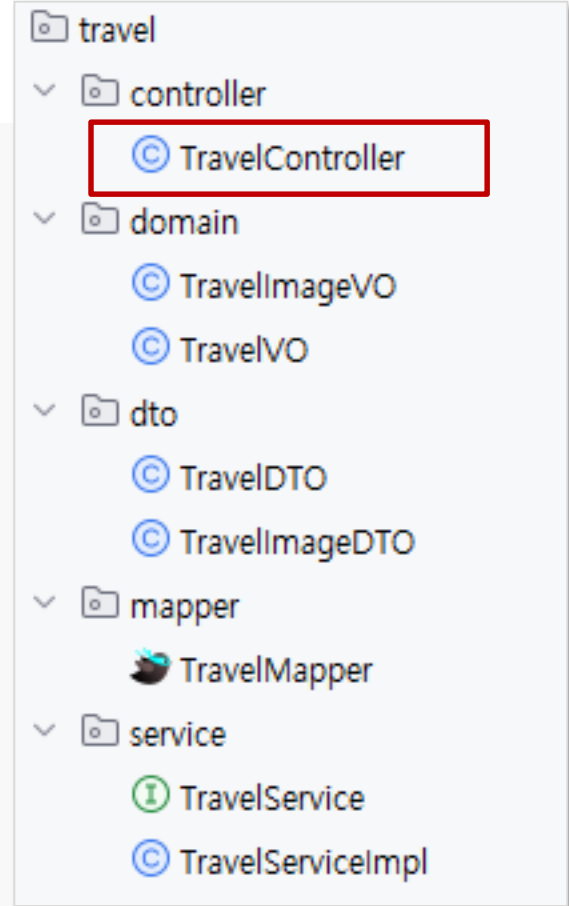 travel
controller
TravelController
domain
TravelImageVO
TravelVO
dto
TravelDTO
TravelImageDTO
mapper
TravelMapper
service
TravelService
TravelServiceImpl